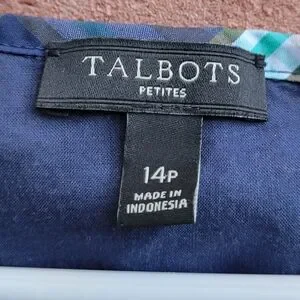 TALBOTS
PETITES
14P
MADE IN
INDONESIA